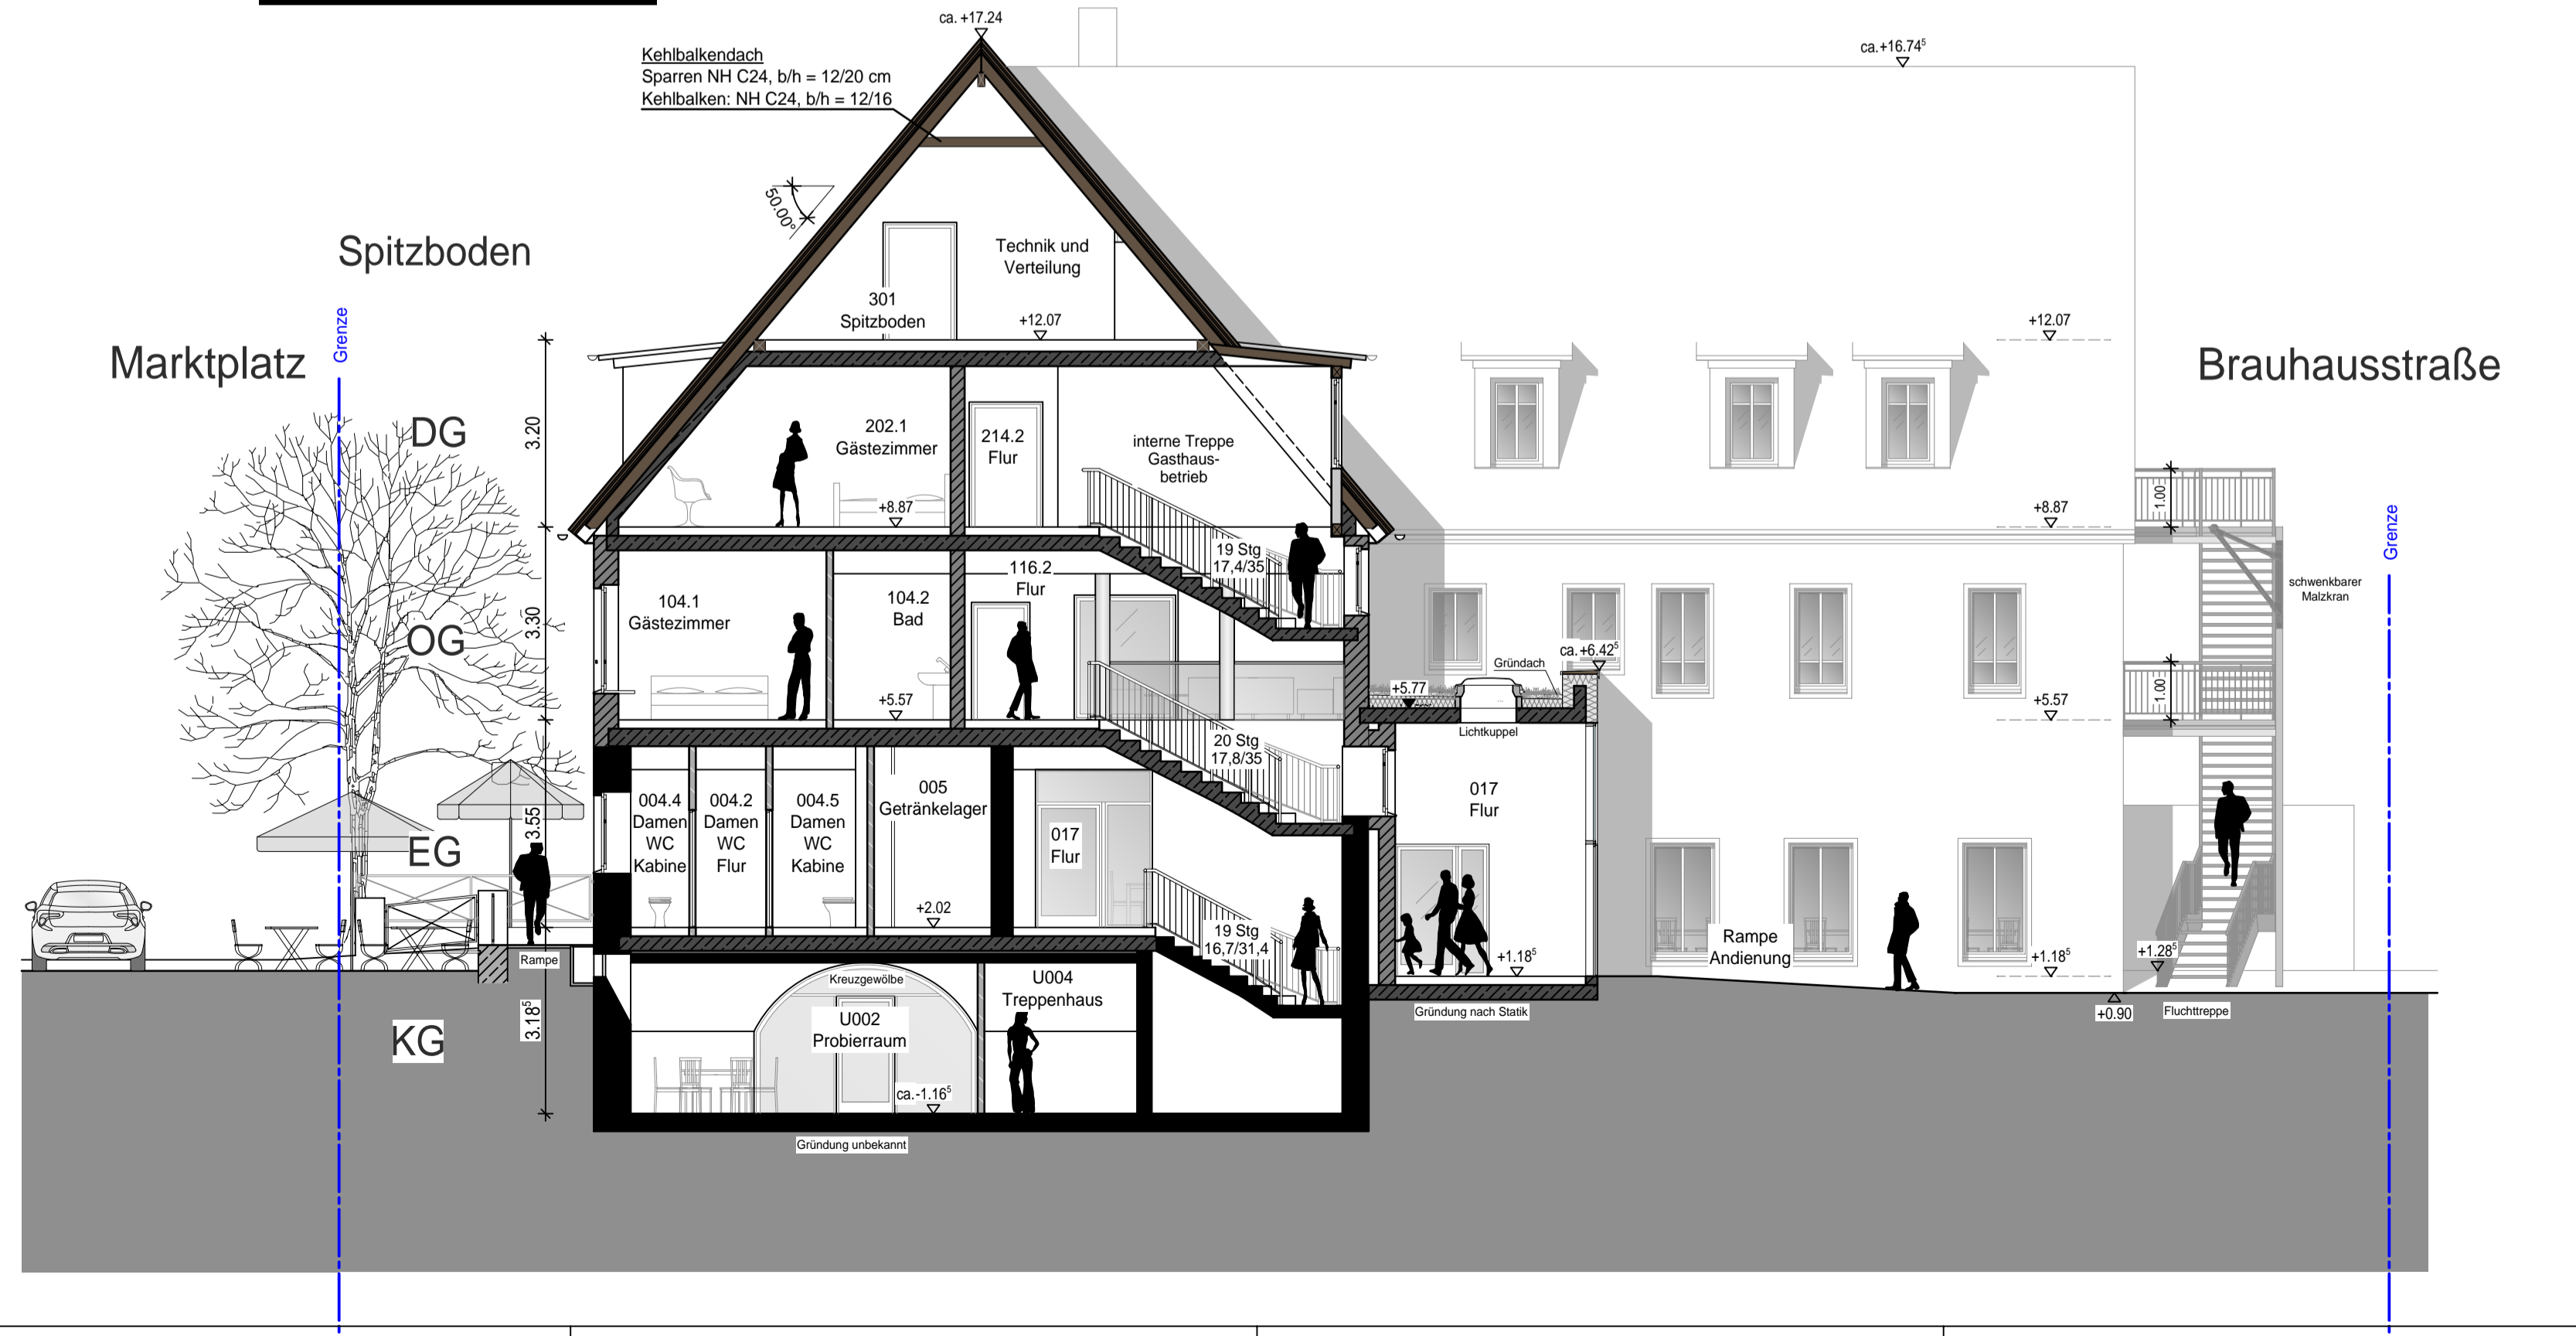 ca. +17.24
Kehlbalkendach
Sparren NH C24, b/h = 12/20 cm
Kehlbalken: NH C24, b/h = 12/16
ca.+16.74⁵
50.00°
Spitzboden
Technik und
Verteilung
301
Spitzboden
+12.07
+12.07
Grenze
Marktplatz
Brauhausstraße
DG
3.20
202.1
Gästezimmer
214.2
Flur
interne Treppe
Gasthaus-
betrieb
+8.87
+8.87
1.00
Grenze
19 Stg
17,4/35
schwenkbarer
Malzkran
OG
3.30
104.1
Gästezimmer
104.2
Bad
116.2
Flur
ca.+6.42⁵
Gründach
+5.77
+5.57
+5.57
1.00
Lichtkuppel
20 Stg
17,8/35
EG
3.55
004.4
Damen
WC
Kabine
004.2
Damen
WC
Flur
004.5
Damen
WC
Kabine
005
Getränkelager
017
Flur
017
Flur
+2.02
19 Stg
16,7/31,4
Rampe
Andienung
+1.18⁵
+1.18⁵
+1.28⁵
Rampe
Kreuzgewölbe
U004
Treppenhaus
Gründung nach Statik
+0.90
Fluchttreppe
KG
3.18⁵
U002
Probierraum
ca.-1.16⁵
Gründung unbekannt